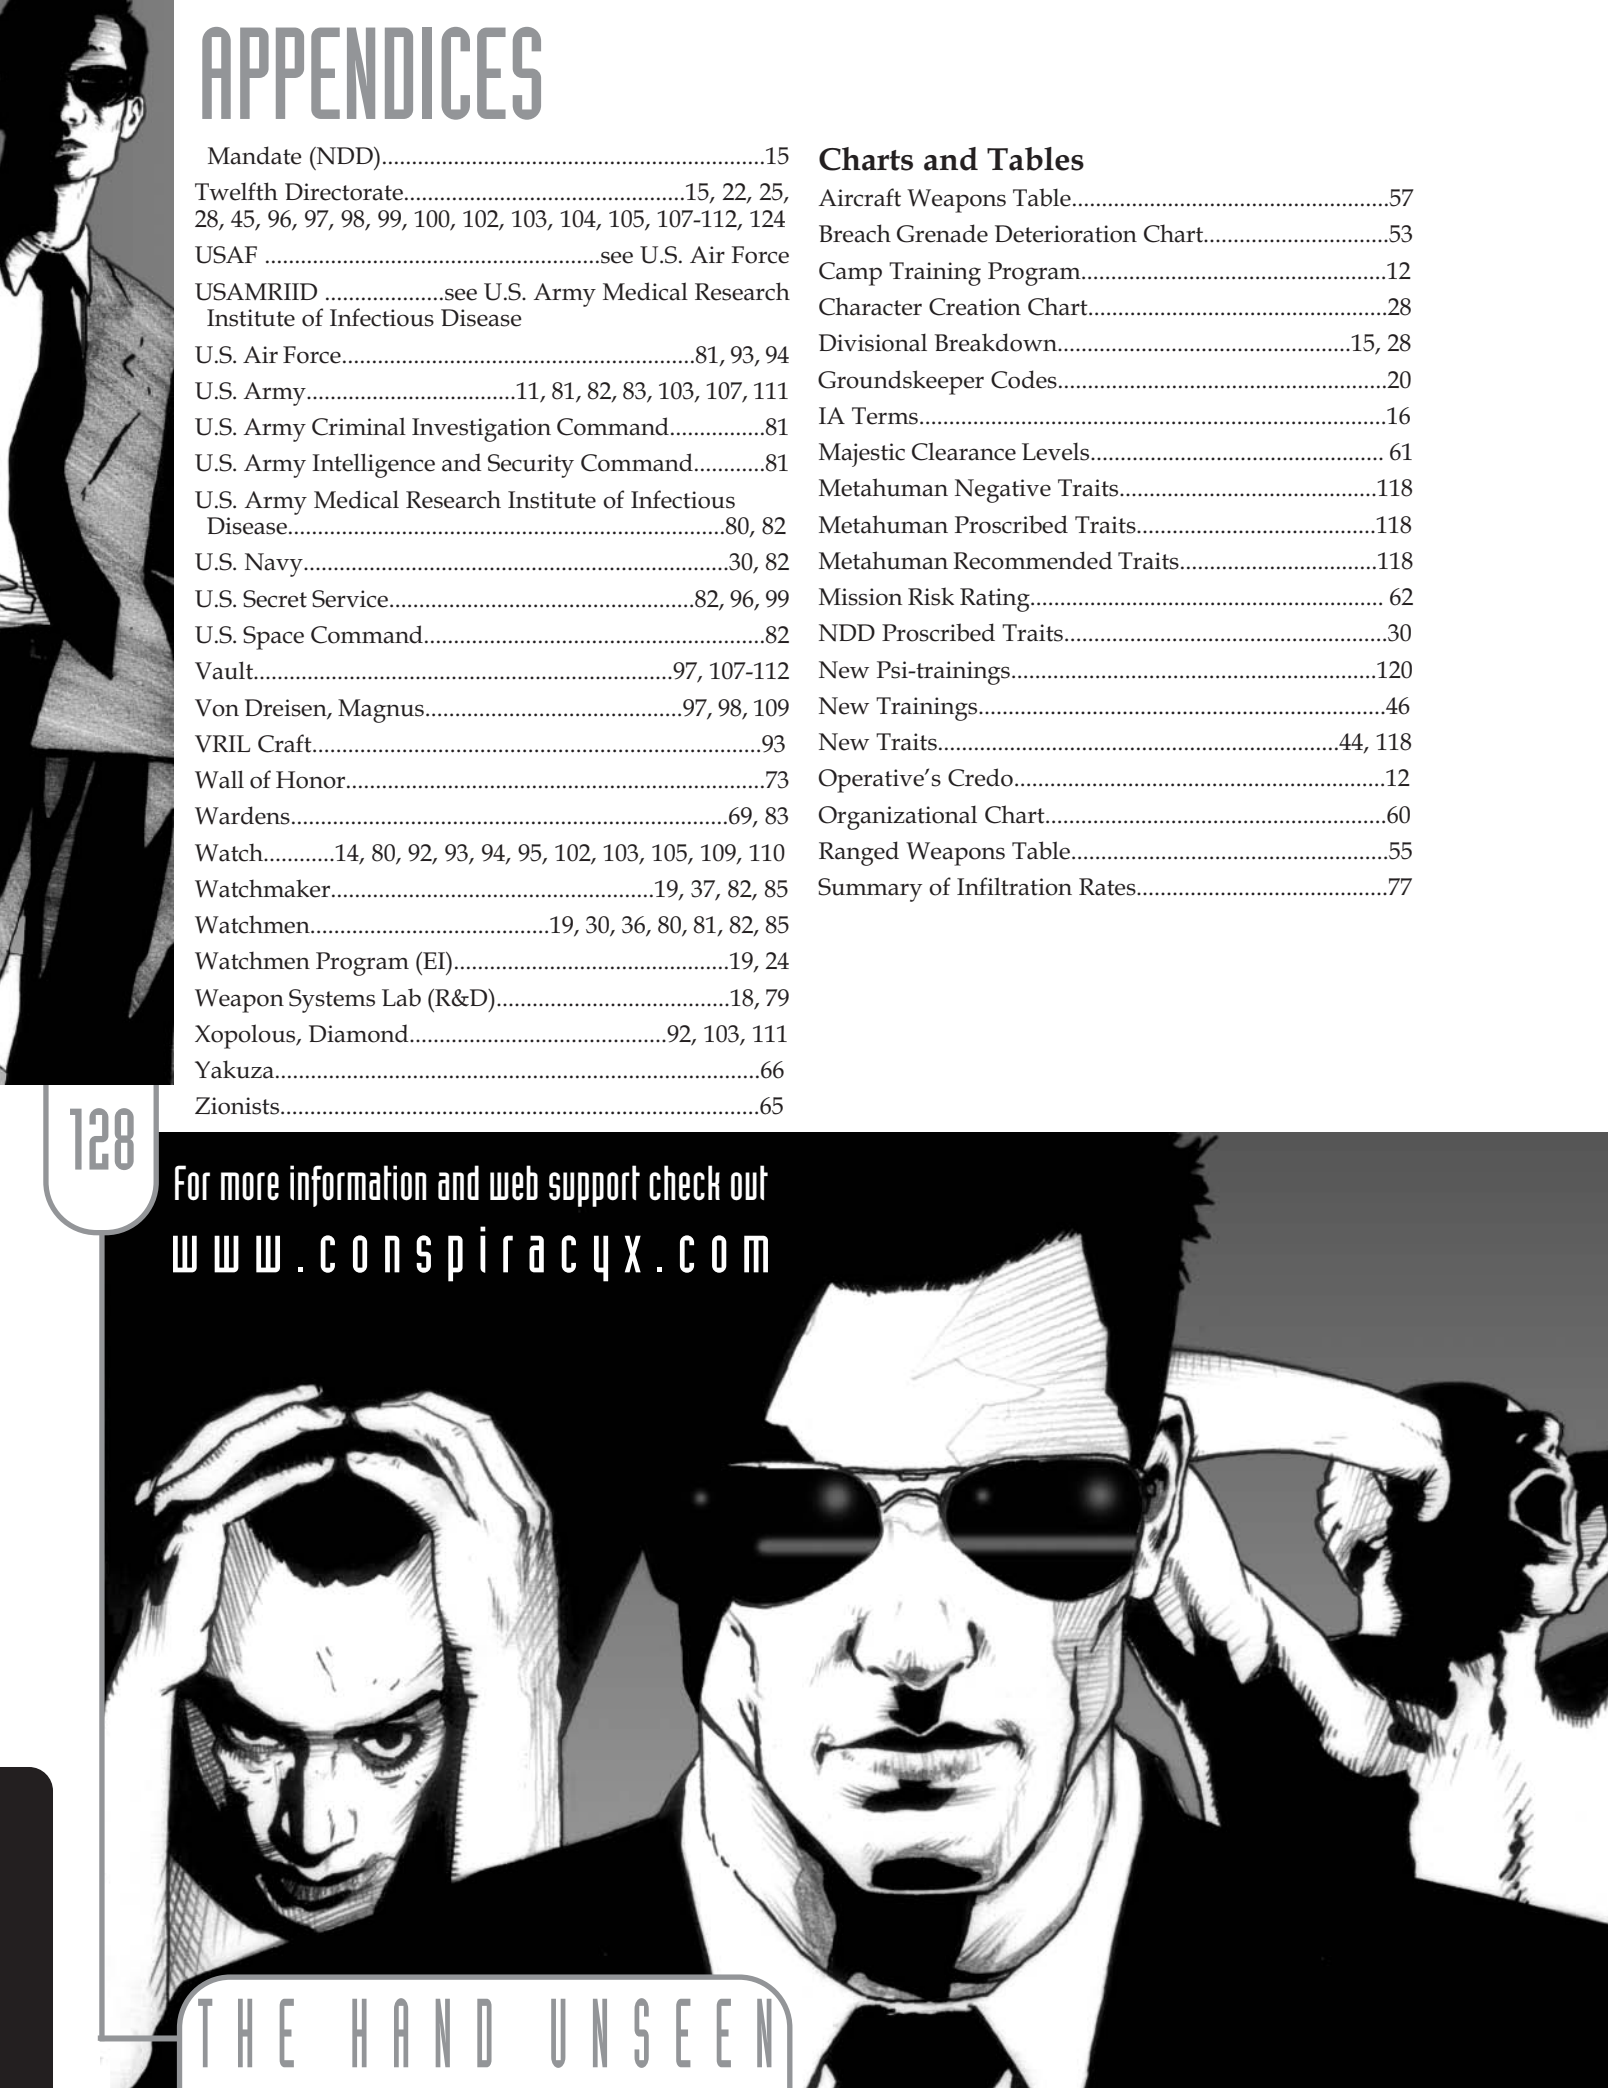 APPENDICES
Mandate (NDD)................................................................15
Twelfth Directorate...............................................15, 22, 25,
28, 45, 96, 97, 98, 99, 100, 102, 103, 104, 105, 107-112, 124
USAF ........................................................see U.S. Air Force
USAMRIID ....................see U.S. Army Medical Research
Institute of Infectious Disease
U.S. Air Force...........................................................81, 93, 94
U.S. Army...................................11, 81, 82, 83, 103, 107, 111
U.S. Army Criminal Investigation Command................81
U.S. Army Intelligence and Security Command............81
U.S. Army Medical Research Institute of Infectious
Disease.........................................................................80, 82
U.S. Navy.......................................................................30, 82
U.S. Secret Service...................................................82, 96, 99
U.S. Space Command.........................................................82
Vault......................................................................97, 107-112
Von Dreisen, Magnus...........................................97, 98, 109
VRIL Craft...........................................................................93
Wall of Honor......................................................................73
Wardens.........................................................................69, 83
Watch............14, 80, 92, 93, 94, 95, 102, 103, 105, 109, 110
Watchmaker......................................................19, 37, 82, 85
Watchmen........................................19, 30, 36, 80, 81, 82, 85
Watchmen Program (EI)..............................................19, 24
Weapon Systems Lab (R&D).......................................18, 79
Xopolous, Diamond...........................................92, 103, 111
Yakuza.................................................................................66
Zionists................................................................................65
Charts and Tables
Aircraft Weapons Table.....................................................57
Breach Grenade Deterioration Chart...............................53
Camp Training Program...................................................12
Character Creation Chart..................................................28
Divisional Breakdown.................................................15, 28
Groundskeeper Codes.......................................................20
IA Terms..............................................................................16
Majestic Clearance Levels................................................. 61
Metahuman Negative Traits...........................................118
Metahuman Proscribed Traits........................................118
Metahuman Recommended Traits.................................118
Mission Risk Rating........................................................... 62
NDD Proscribed Traits......................................................30
New Psi-trainings.............................................................120
New Trainings....................................................................46
New Traits...................................................................44, 118
Operative’s Credo..............................................................12
Organizational Chart.........................................................60
Ranged Weapons Table.....................................................55
Summary of Infiltration Rates..........................................77
128
For more information and web support check out
www.conspiracyx.com
THE HAND UNSEEN